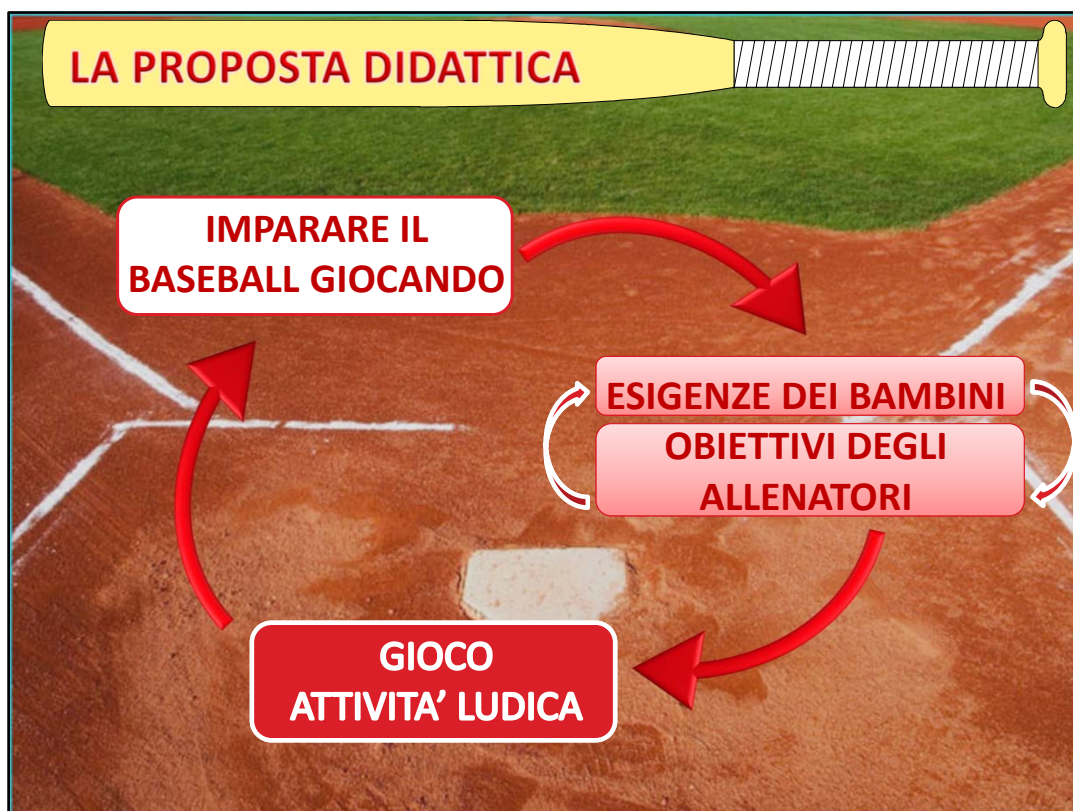 LA PROPOSTA DIDATTICA
IMPARARE IL
BASEBALL GIOCANDO
ESIGENZE DEI BAMBINI
OBIETTIVI DEGLI
ALLENATORI
GIOCO
ATTIVITA’ LUDICA